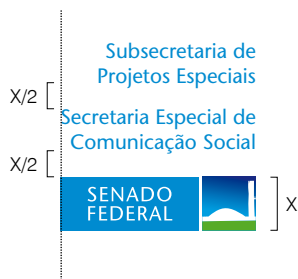 Subsecretaria de
Projetos Especiais
X/2
Secretaria Especial de
Comunicação Social
X/2
SENADO
FEDERAL
X